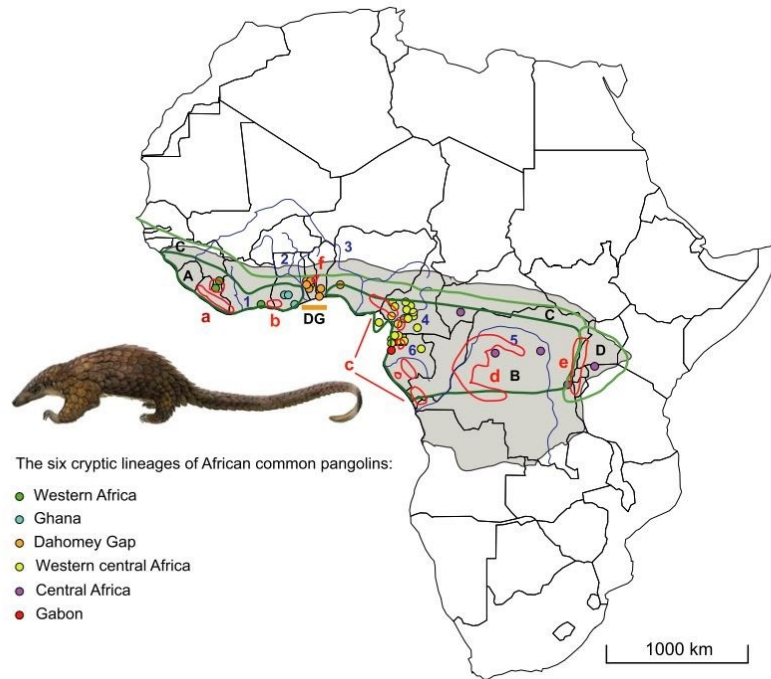 C
A
1
2
3
f
a
b
DG
4
C
5
6
c
B
d
e
D
The six cryptic lineages of African common pangolins:
Western Africa
Ghana
Dahomey Gap
Western central Africa
Central Africa
Gabon
1000 km